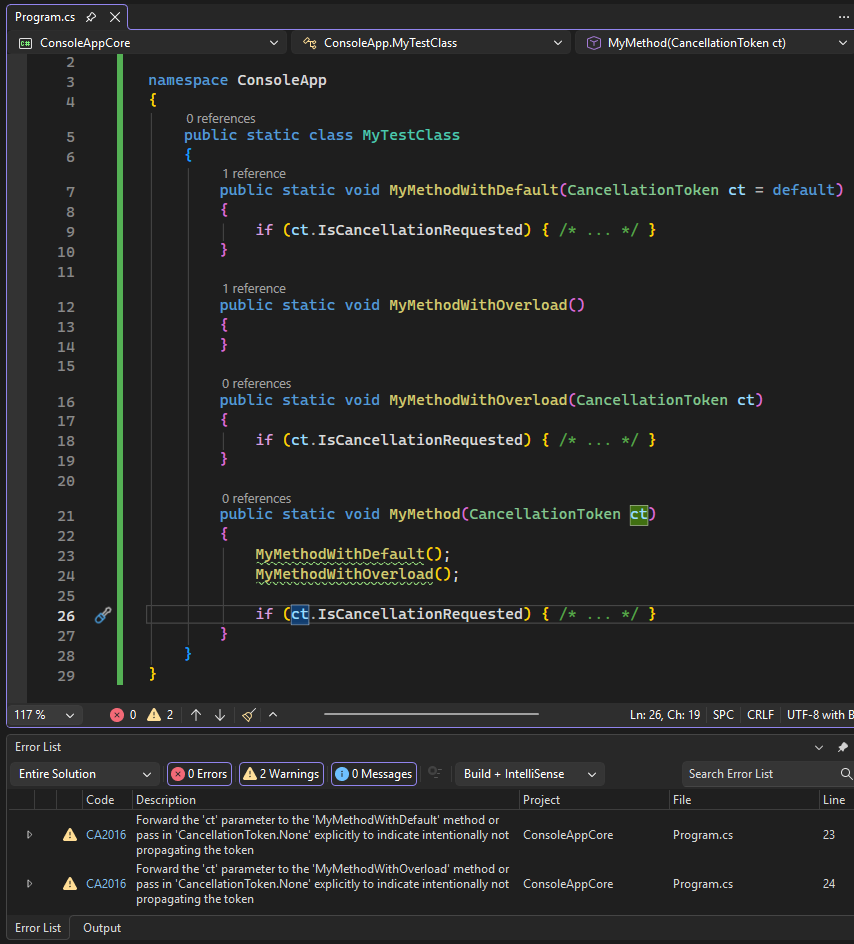 Program.cs
ConsoleAppCore ConsoleApp.MyTestClass MyMethod(CancellationToken ct)
2
3 namespace ConsoleApp
4 {
0 references
5 public static class MyTestClass
6 {
1 reference
7 public static void MyMethodWithDefault(CancellationToken ct = default)
8 {
9 if (ct.IsCancellationRequested) { /* ... */ }
10 }
11
1 reference
12 public static void MyMethodWithOverload()
13 {
14 }
15
0 references
16 public static void MyMethodWithOverload(CancellationToken ct)
17 {
18 if (ct.IsCancellationRequested) { /* ... */ }
19 }
20
0 references
21 public static void MyMethod(CancellationToken ct)
22 {
23 MyMethodWithDefault();
24 MyMethodWithOverload();
25
26 if (ct.IsCancellationRequested) { /* ... */ }
27 }
28 }
29 }
117 % 0 2 Ln: 26, Ch: 19 SPC CRLF UTF-8 with B
Error List
Entire Solution 0 Errors 2 Warnings 0 Messages Build + IntelliSense Search Error List
Code Description Project File Line
Forward the 'ct' parameter to the 'MyMethodWithDefault' method or
CA2016 pass in 'CancellationToken.None' explicitly to indicate intentionally not ConsoleAppCore Program.cs 23
propagating the token
Forward the 'ct' parameter to the 'MyMethodWithOverload' method or
CA2016 pass in 'CancellationToken.None' explicitly to indicate intentionally not ConsoleAppCore Program.cs 24
propagating the token
Error List Output